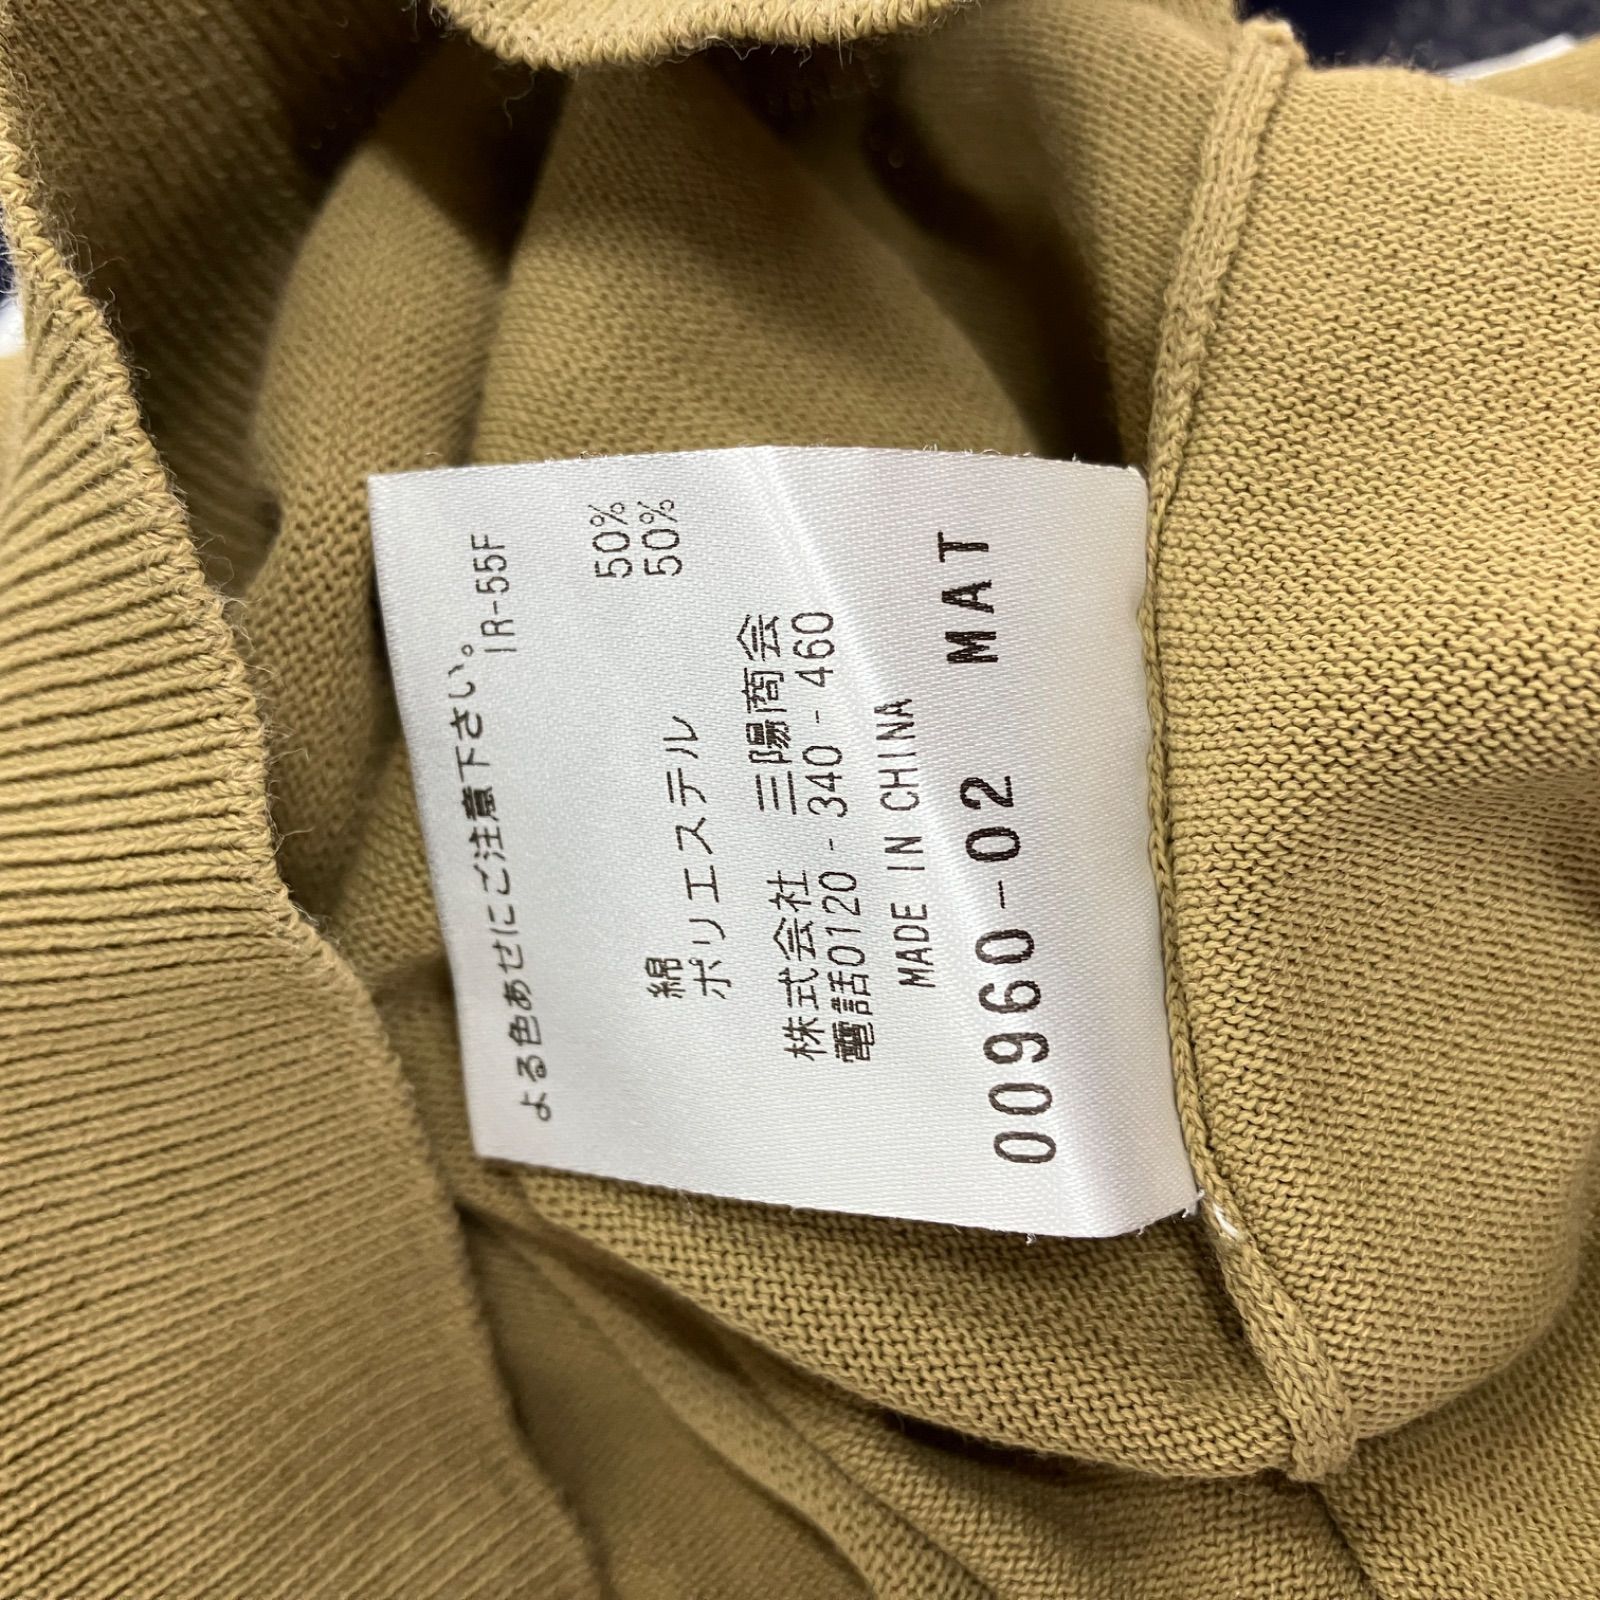 よる色あせにご注意下さい。
IR-55F
綿 50%
ポリエステル 50%
株式会社 三陽商会
電話0120-340-460
MADE IN CHINA
00960-02 MAT